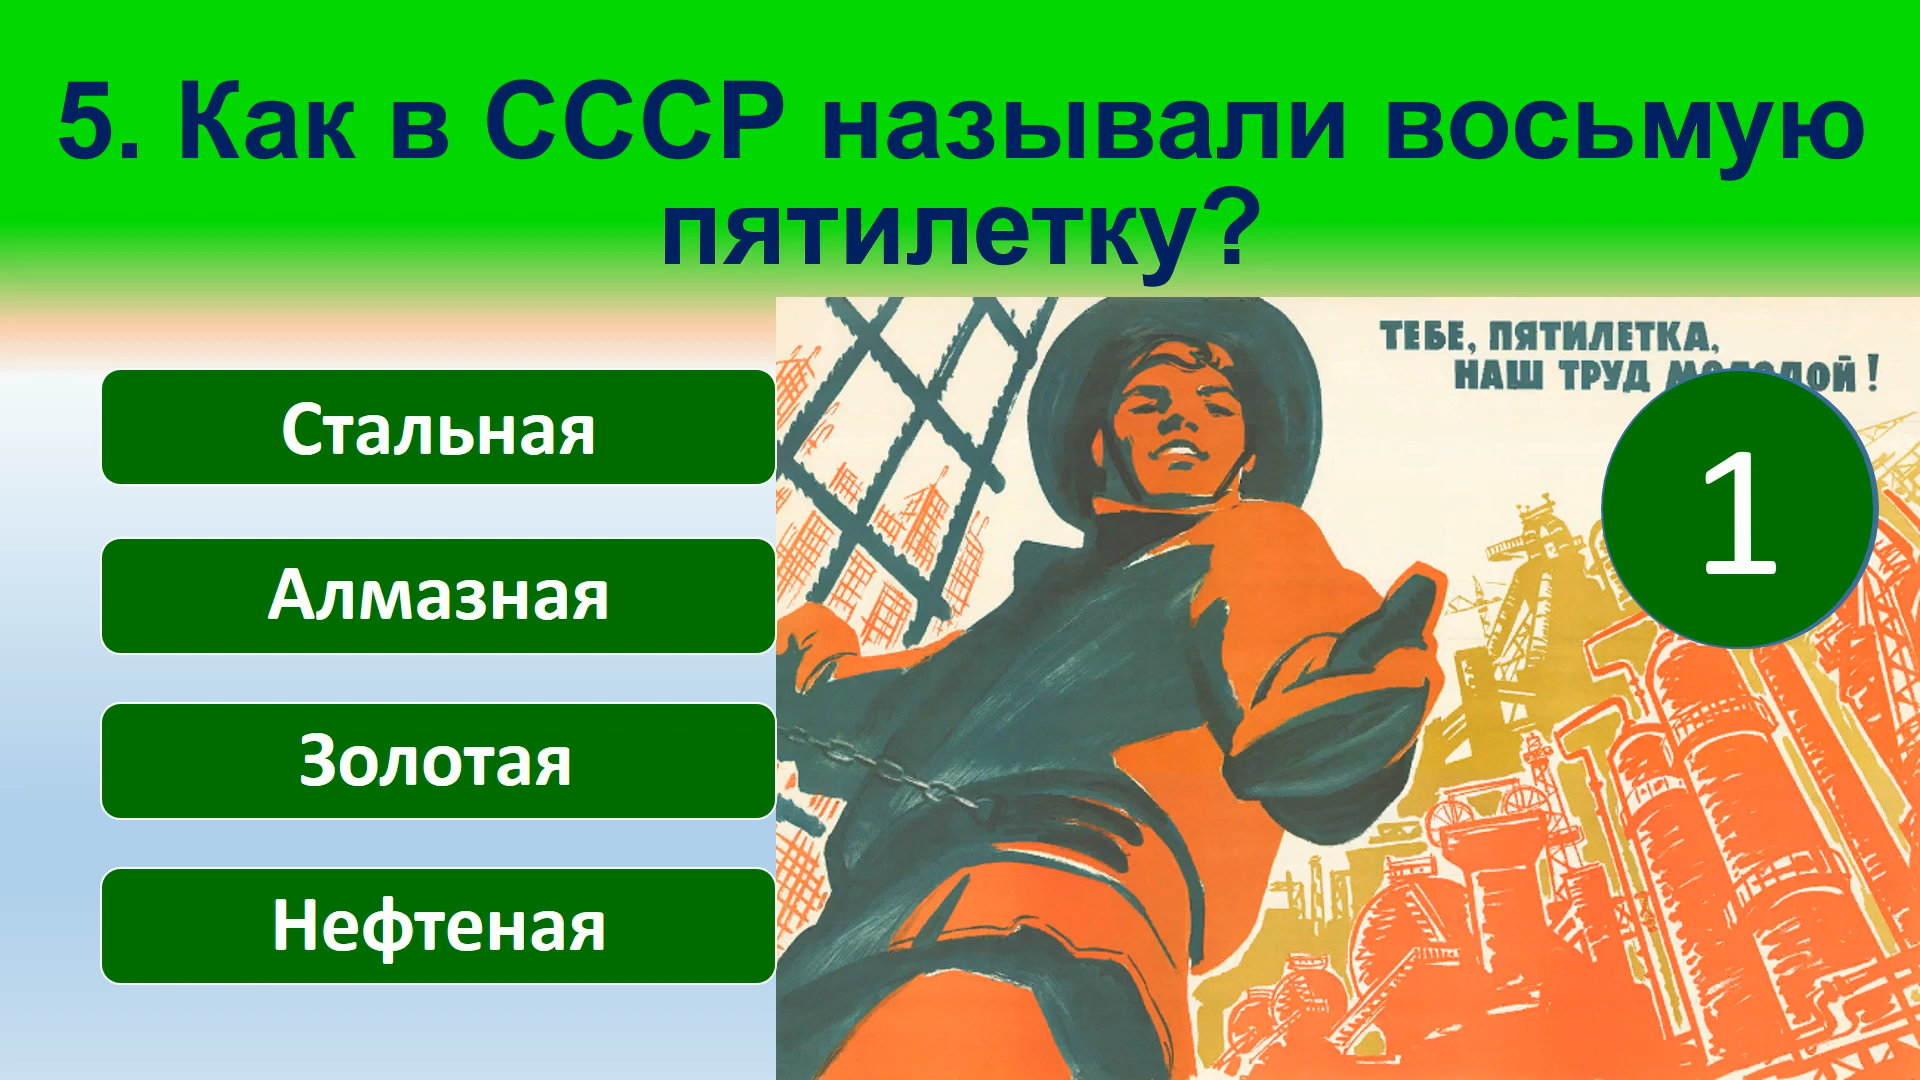 5. Как в СССР называли восьмую
пятилетку?
ТЕБЕ, ПЯТИЛЕТКА,
НАШ ТРУД
1
Стальная
Алмазная
Золотая
Нефтеная